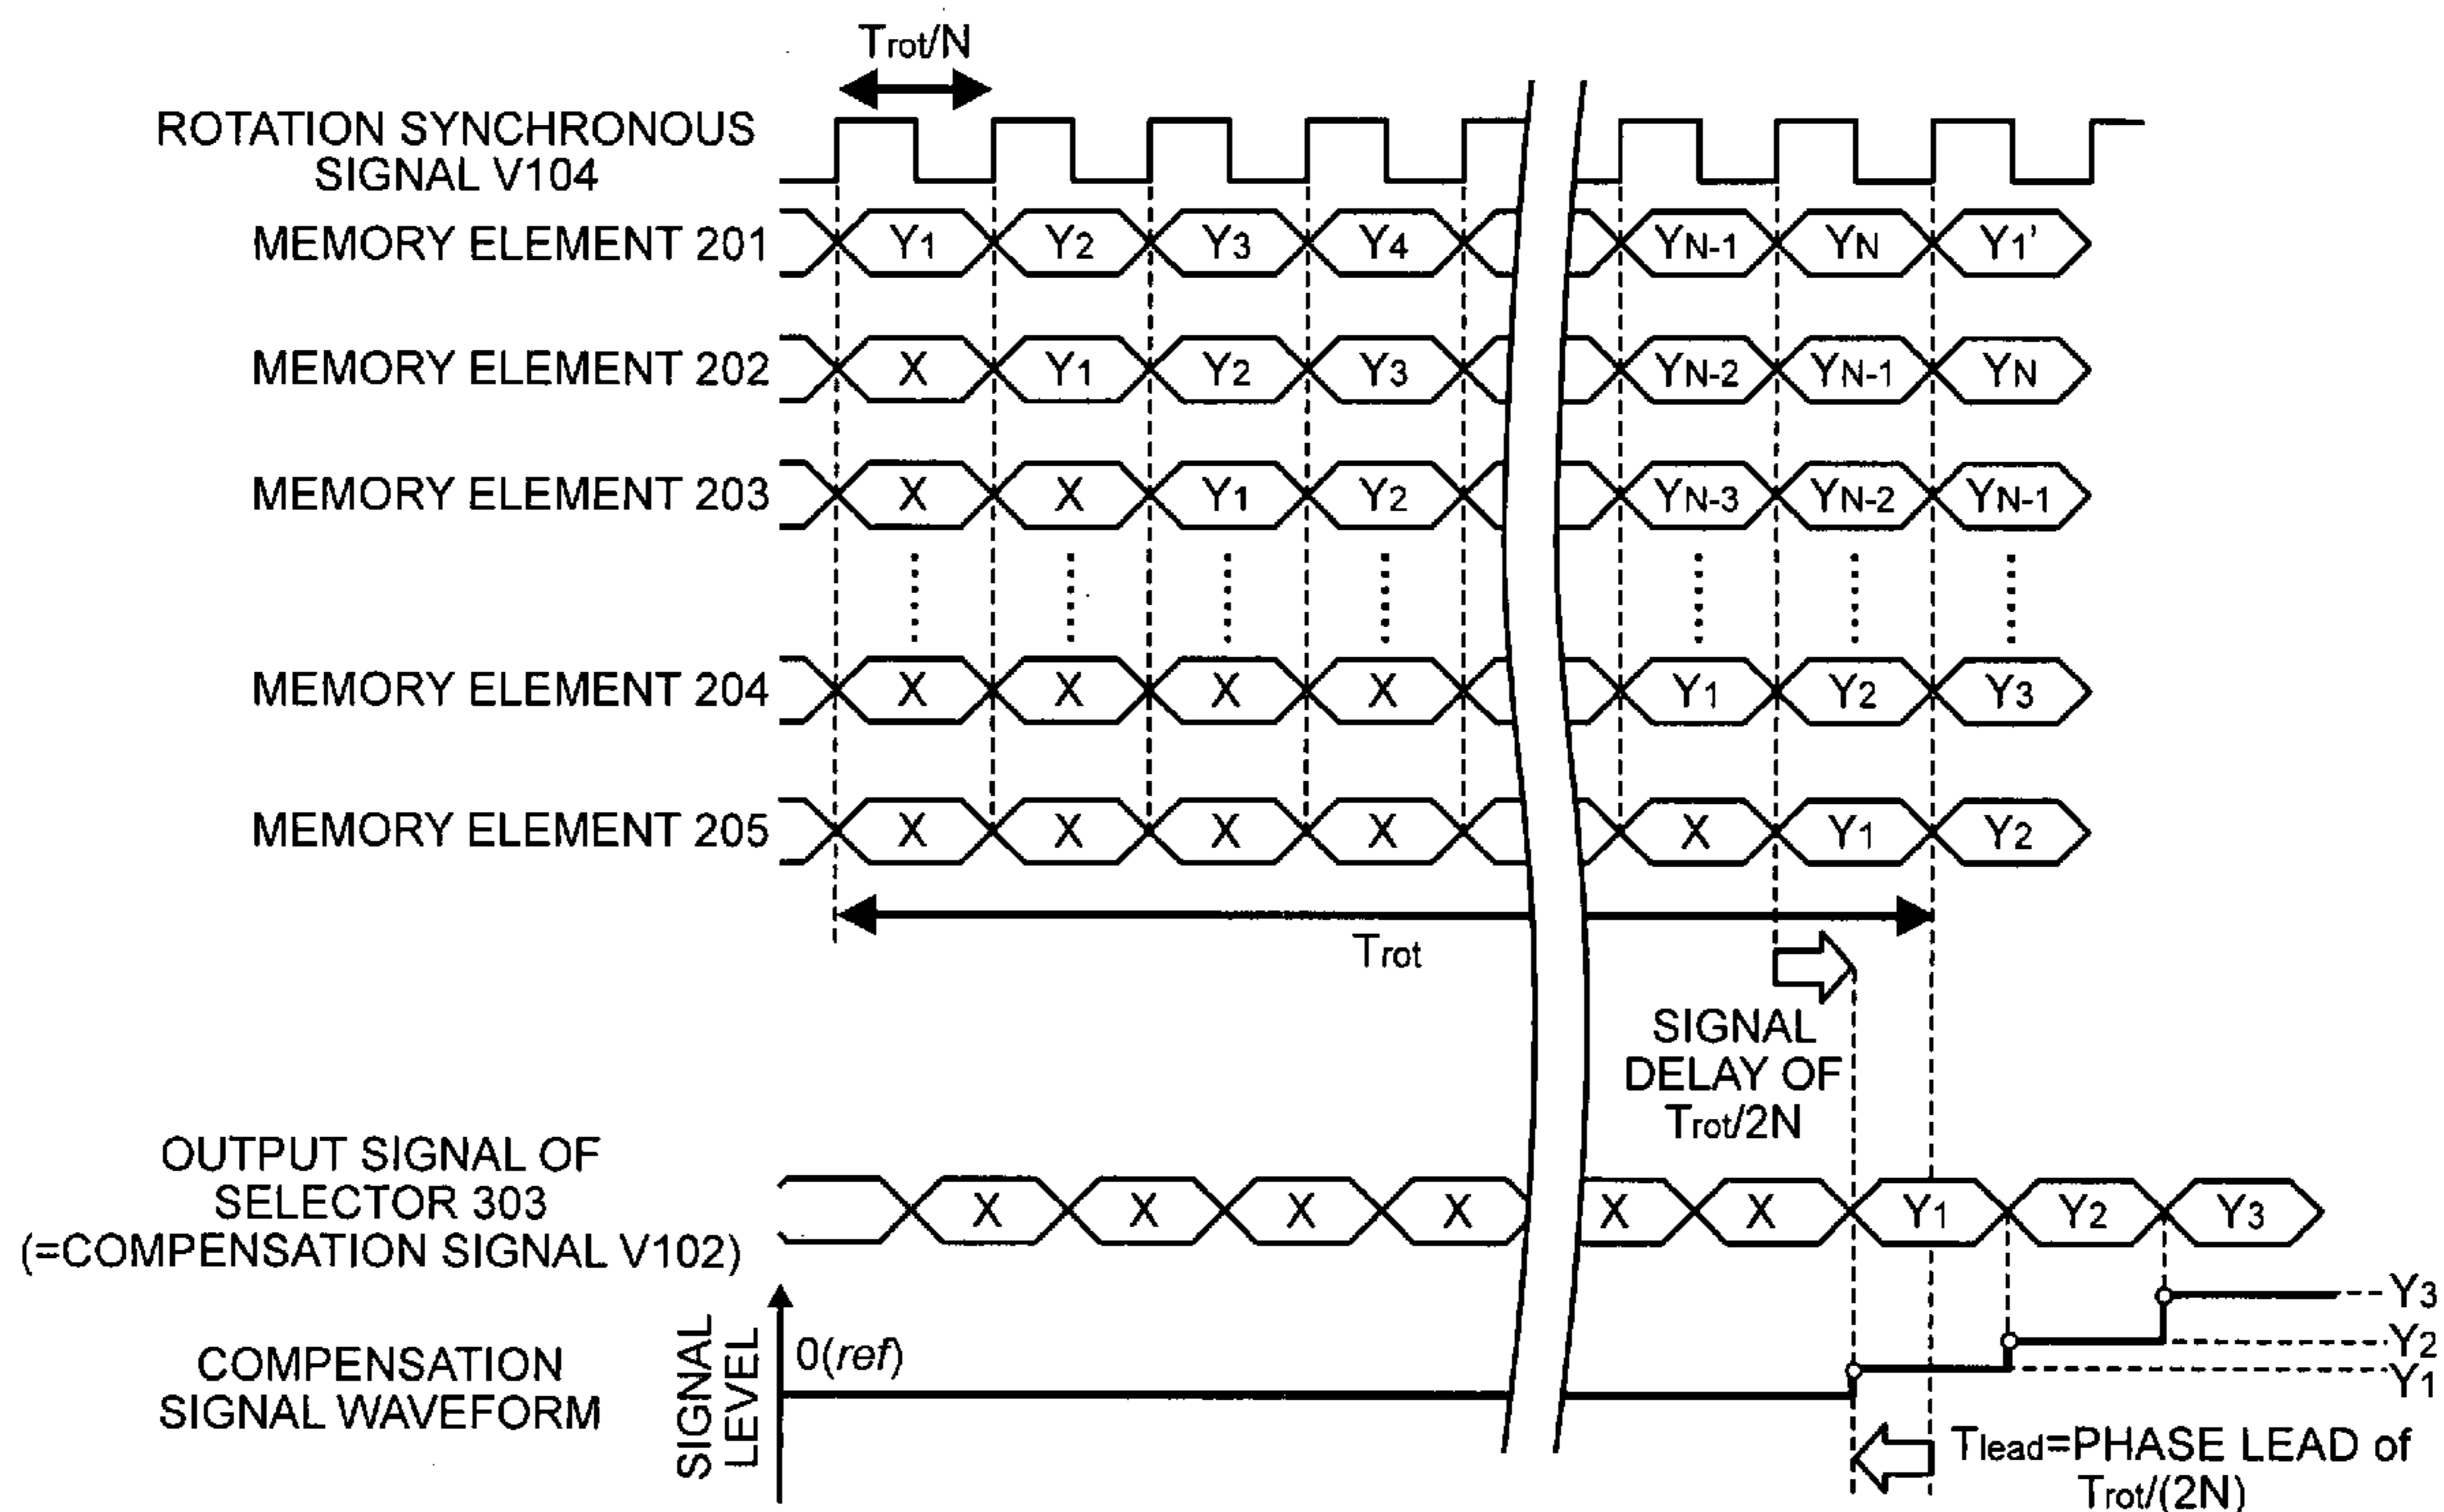 Trot/N
ROTATION SYNCHRONOUS
SIGNAL V104
MEMORY ELEMENT 201 Y1 Y2 Y3 Y4 YN-1 YN Y1'
MEMORY ELEMENT 202 X Y1 Y2 Y3 YN-2 YN-1 YN
MEMORY ELEMENT 203 X X Y1 Y2 YN-3 YN-2 YN-1
MEMORY ELEMENT 204 X X X X Y1 Y2 Y3
MEMORY ELEMENT 205 X X X X X Y1 Y2
Trot
SIGNAL
DELAY OF
Trot/2N
OUTPUT SIGNAL OF
SELECTOR 303
(=COMPENSATION SIGNAL V102)
X X X X X X Y1 Y2 Y3
SIGNAL
LEVEL
0(ref)
COMPENSATION
SIGNAL WAVEFORM
Y3
Y2
Y1
Tlead=PHASE LEAD of
Trot/(2N)